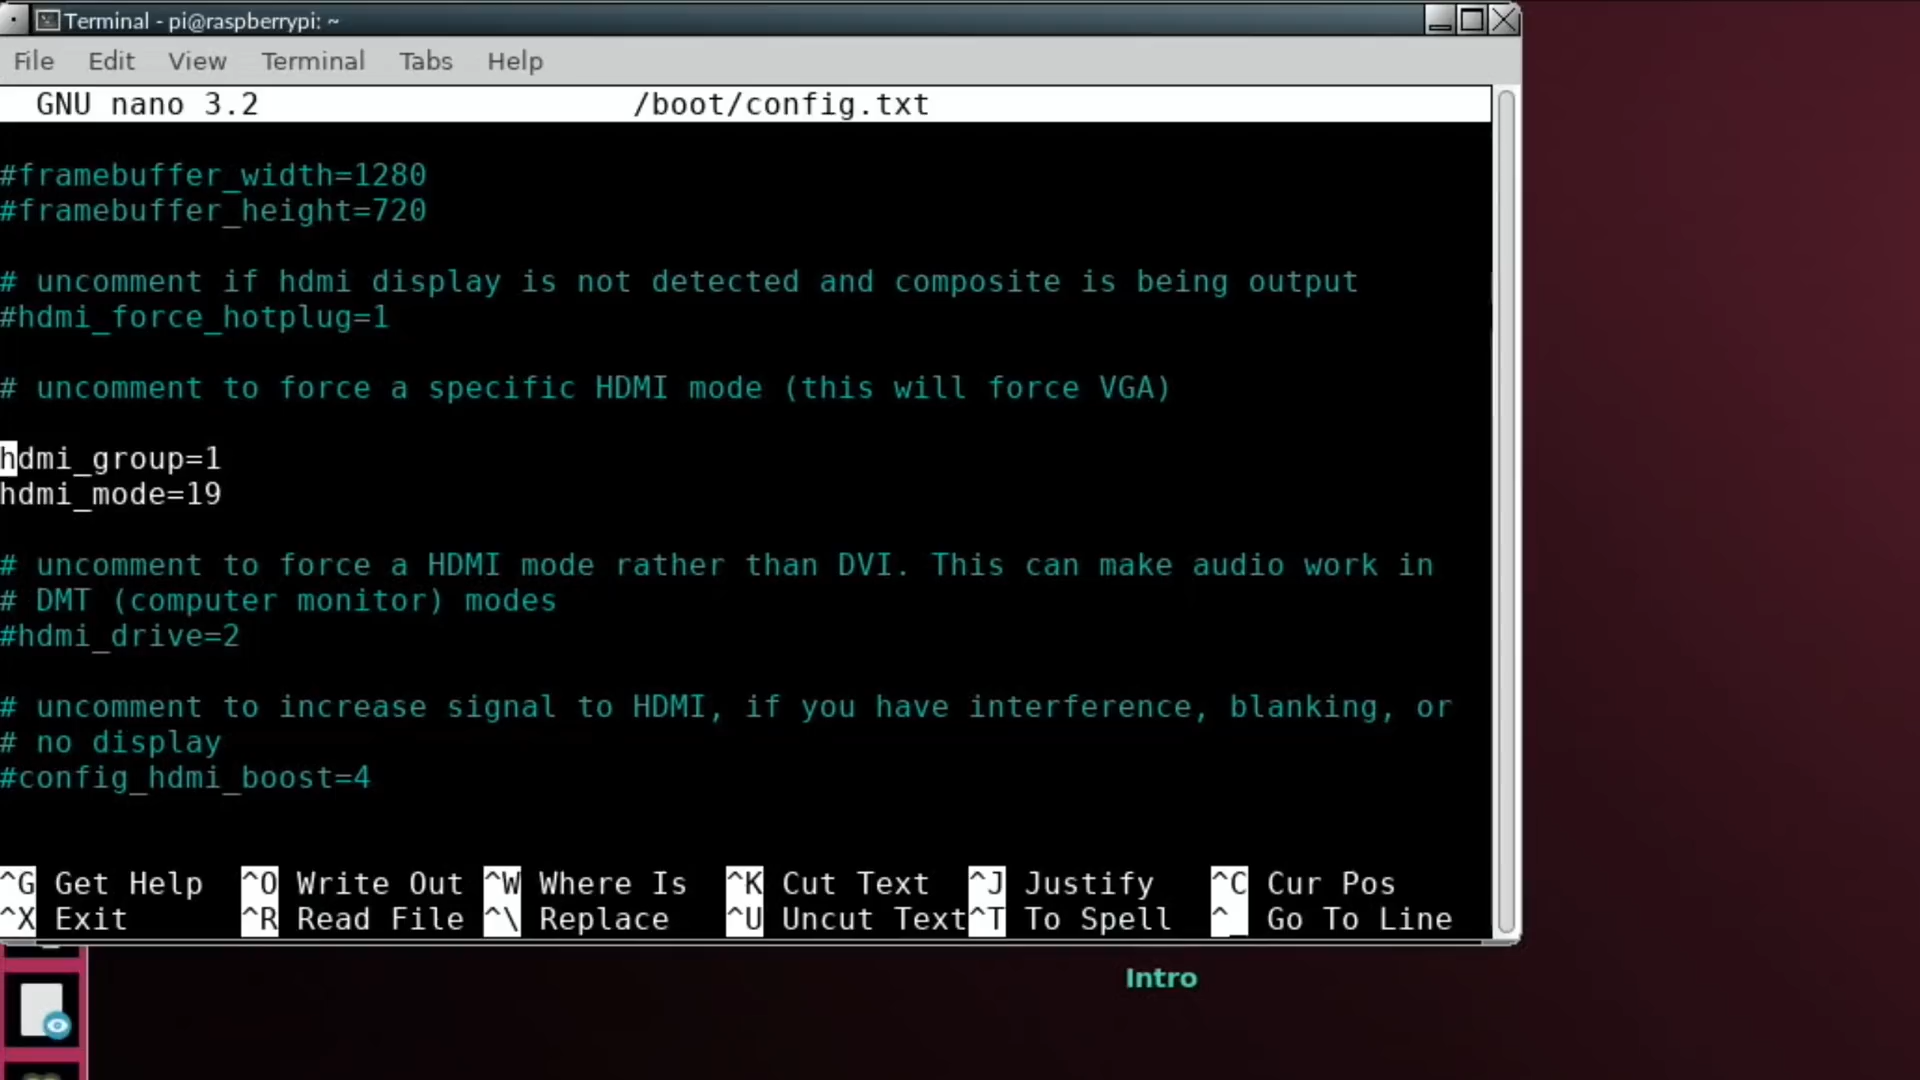 Terminal - pi@raspberrypi: ~
File Edit View Terminal Tabs Help
GNU nano 3.2 /boot/config.txt
#framebuffer_width=1280
#framebuffer_height=720
# uncomment if hdmi display is not detected and composite is being output
#hdmi_force_hotplug=1
# uncomment to force a specific HDMI mode (this will force VGA)
hdmi_group=1
hdmi_mode=19
# uncomment to force a HDMI mode rather than DVI. This can make audio work in
# DMT (computer monitor) modes
#hdmi_drive=2
# uncomment to increase signal to HDMI, if you have interference, blanking, or
# no display
#config_hdmi_boost=4
^G Get Help ^O Write Out ^W Where Is ^K Cut Text ^J Justify ^C Cur Pos
^X Exit ^R Read File ^\ Replace ^U Uncut Text ^T To Spell ^_ Go To Line
Intro